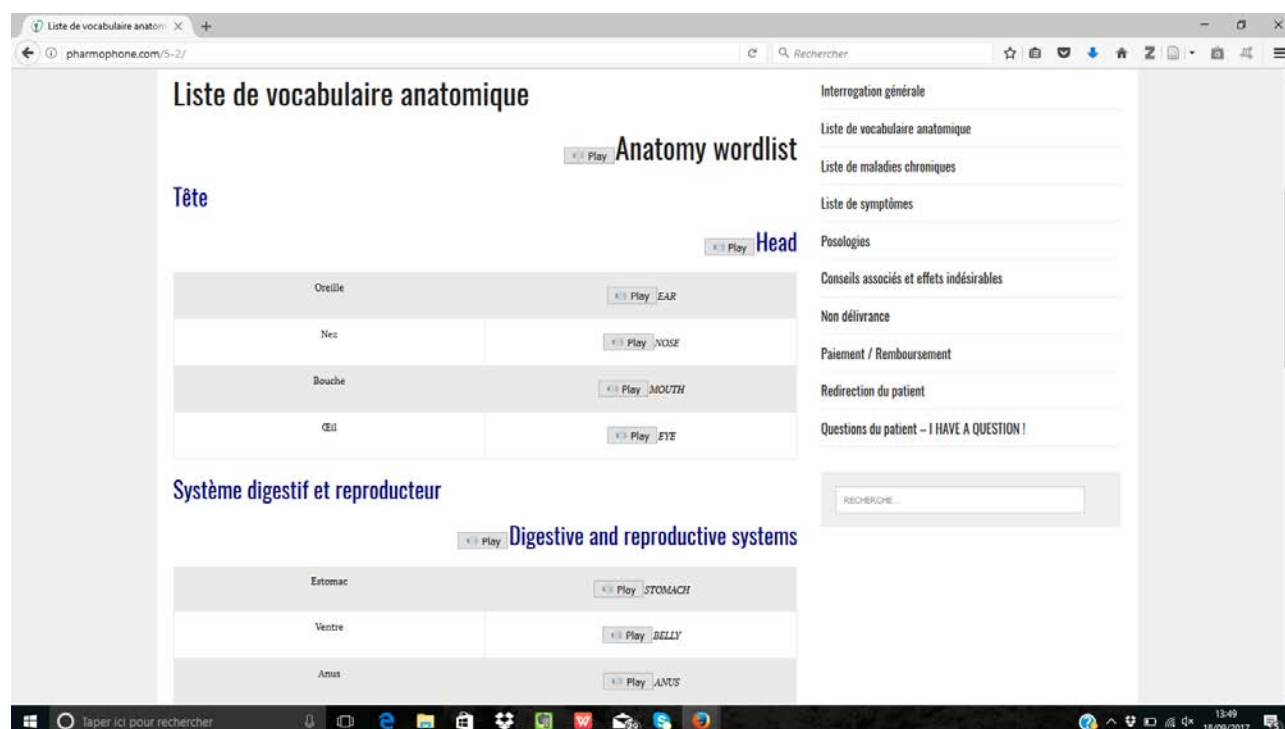 Liste de vocabulaire anatom
pharmophone.com/5-2/
Rechercher
Liste de vocabulaire anatomique
Play Anatomy wordlist
Tête
Play Head
Oreille Play EAR
Nez Play NOSE
Bouche Play MOUTH
Œil Play EYE
Système digestif et reproducteur
Play Digestive and reproductive systems
Estomac Play STOMACH
Ventre Play BELLY
Anus Play ANUS
Interrogation générale
Liste de vocabulaire anatomique
Liste de maladies chroniques
Liste de symptômes
Posologies
Conseils associés et effets indésirables
Non délivrance
Paiement / Remboursement
Redirection du patient
Questions du patient – I HAVE A QUESTION !
RECHERCHE...
Taper ici pour rechercher
13:49
18/09/2017